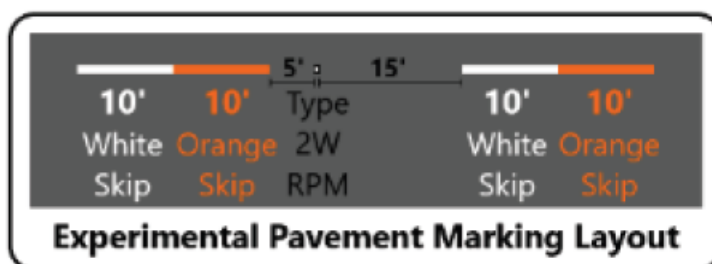 5' 15'
10' 10' Type 10' 10'
White Orange 2W White Orange
Skip Skip RPM Skip Skip
Experimental Pavement Marking Layout